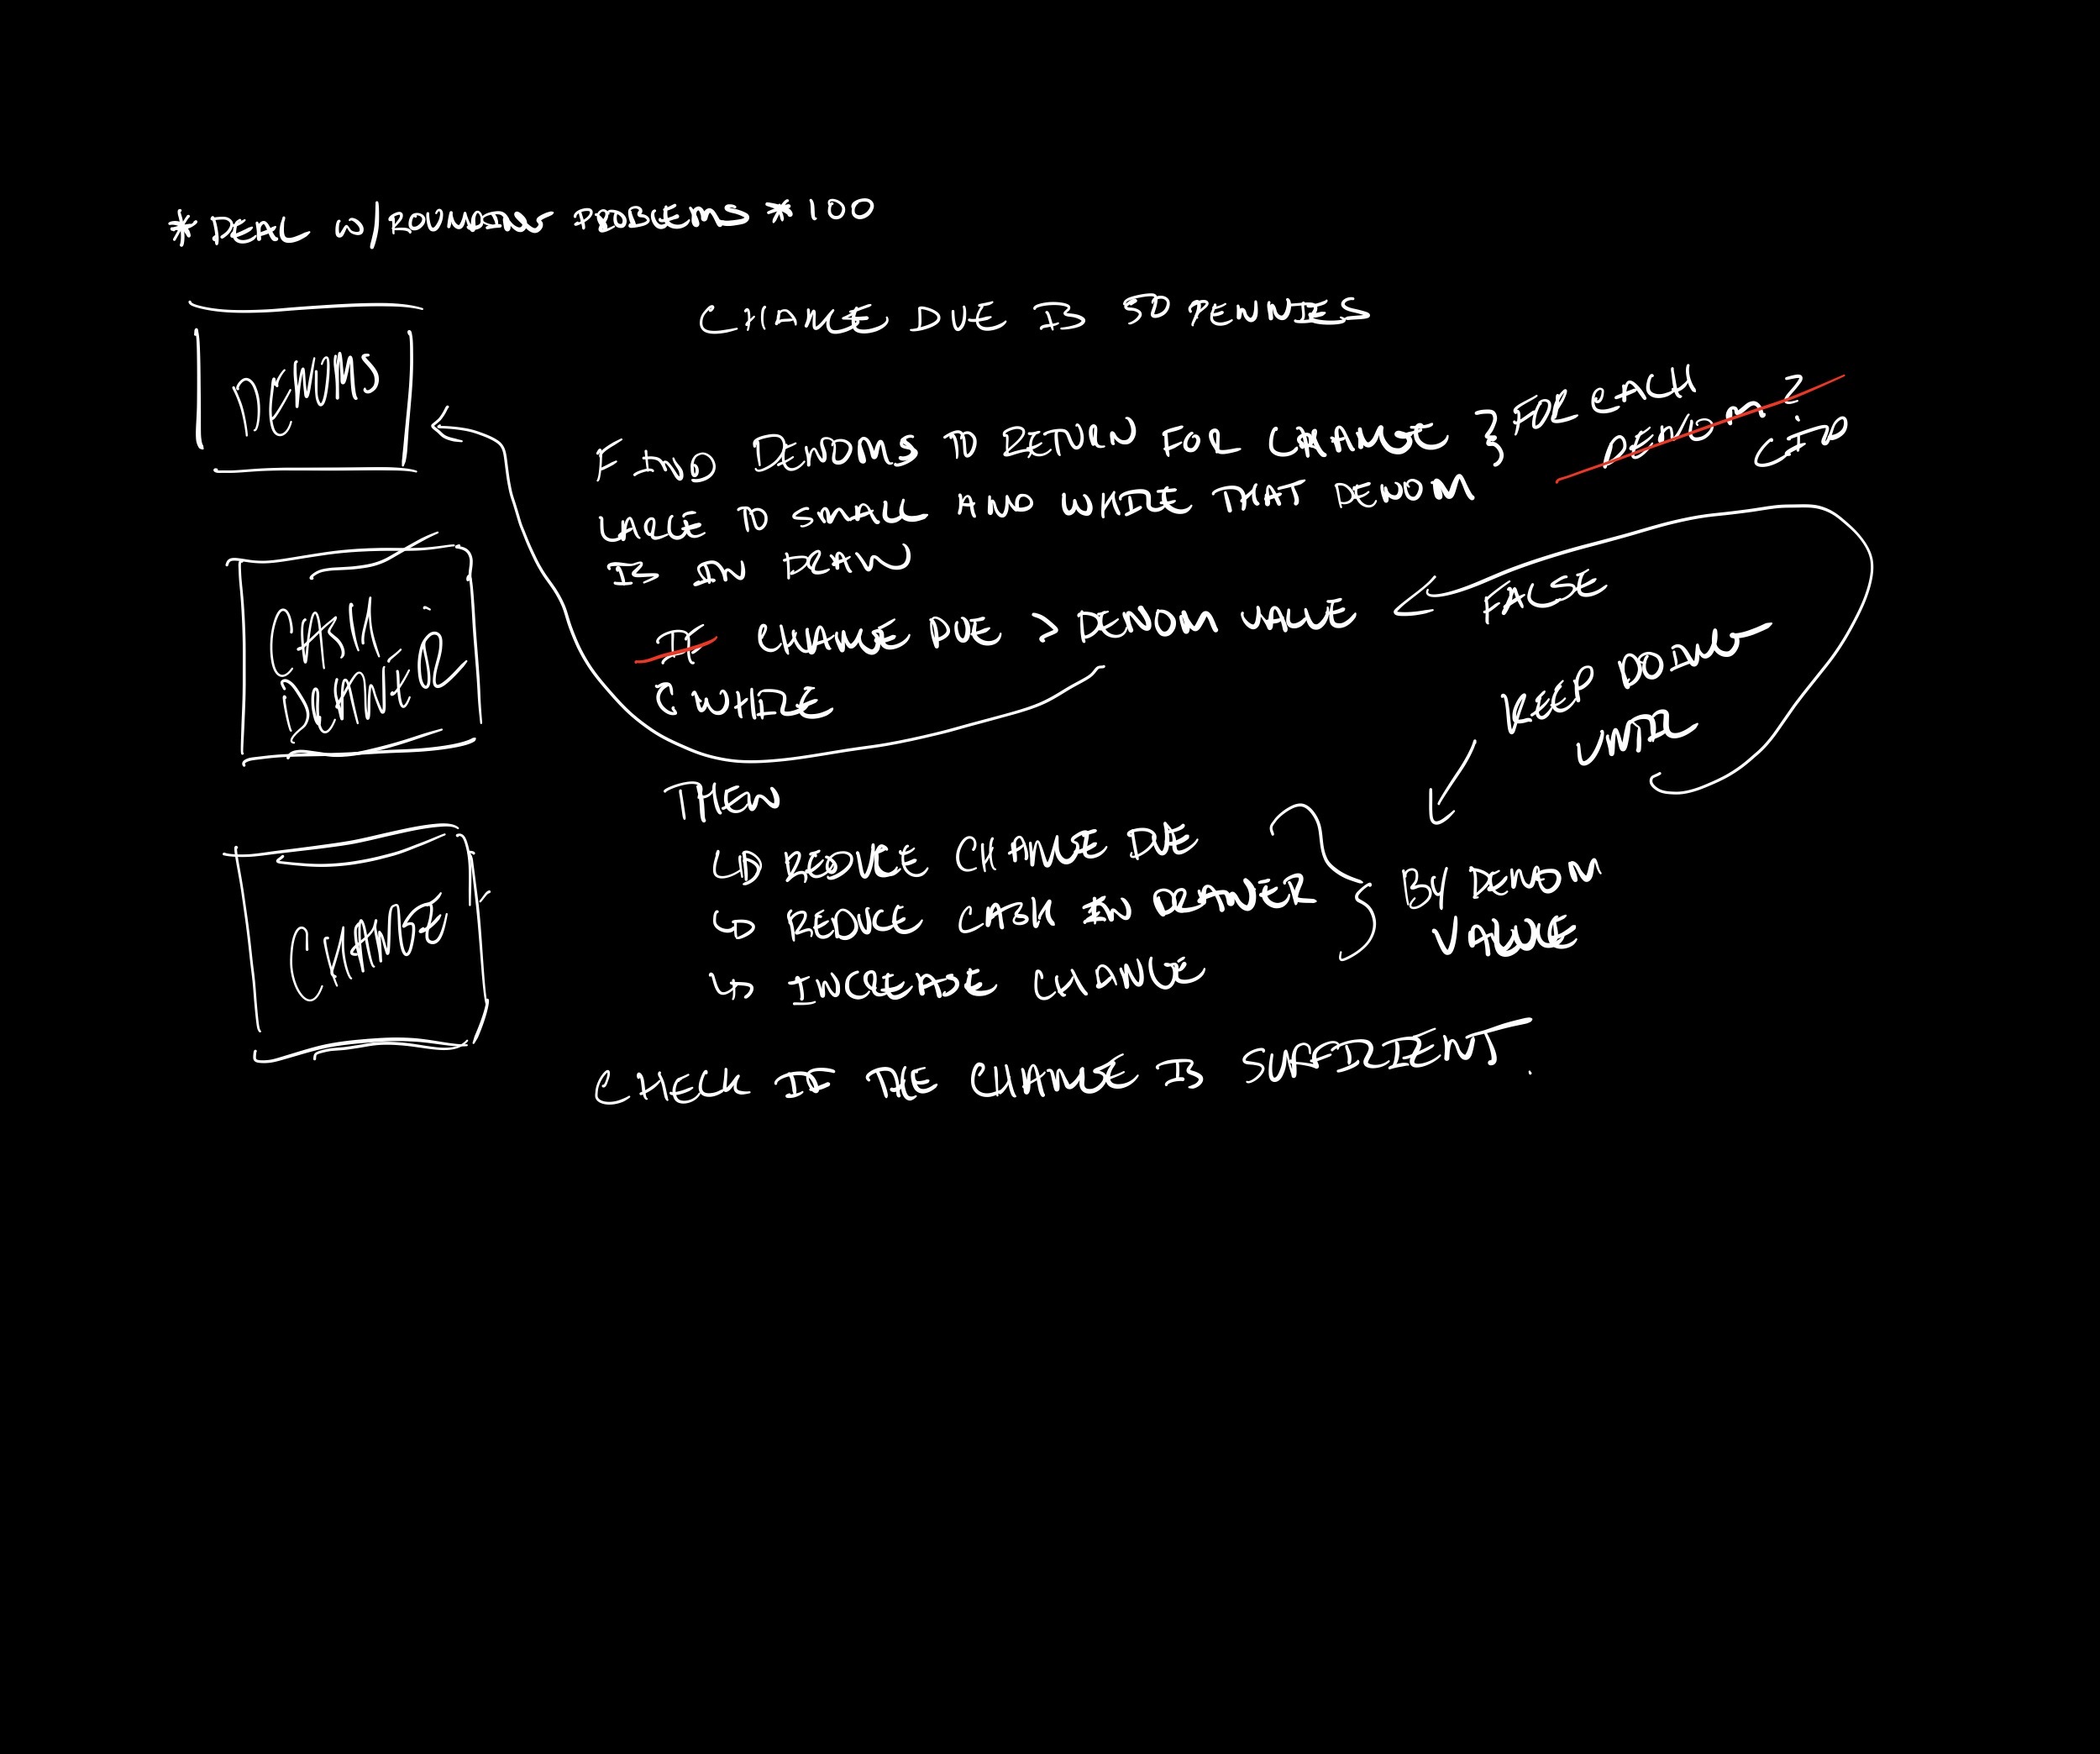 * DEAL W/ROUNDING PROBLEMS * 100
CHANGE DUE IS 50 PENNIES
DENOMS
FIND DENOMS TO RETURN FOR CHANGE } FOR EACH
DENOM?
CID
LARGE TO SMALL AND WHILE THAT DENOM
IS IN DRAW
IF CHANGE DUE > DENOM VALUE
FALSE
WHILE
KEEP DOING
UNTIL
CASH
DRAWER
THEN
REDUCE CHANGE DUE
REDUCE CASH IN DRAWER
INCREASE CHANGE
BY DENOM
VALUE
CHANGE
CHECK IF THE CHANGE IS SUFFICIENT.